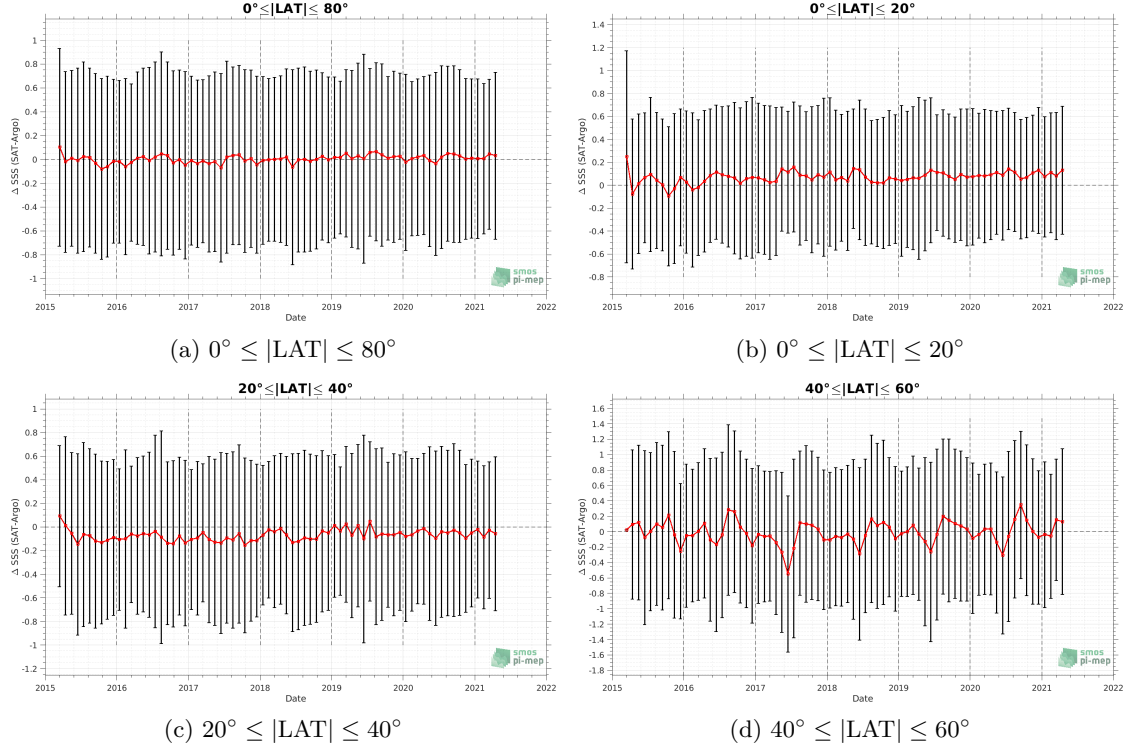 0°≤|LAT|≤ 80°
Δ SSS (SAT-Argo)
1
0.8
0.6
0.4
0.2
0
-0.2
-0.4
-0.6
-0.8
-1
smos
pi-mep
2015 2016 2017 2018 2019 2020 2021 2022
Date
(a) 0° ≤ |LAT| ≤ 80°
0°≤|LAT|≤ 20°
Δ SSS (SAT-Argo)
1.4
1.2
1
0.8
0.6
0.4
0.2
0
-0.2
-0.4
-0.6
-0.8
smos
pi-mep
2015 2016 2017 2018 2019 2020 2021 2022
Date
(b) 0° ≤ |LAT| ≤ 20°
20°≤|LAT|≤ 40°
Δ SSS (SAT-Argo)
1
0.8
0.6
0.4
0.2
0
-0.2
-0.4
-0.6
-0.8
-1
-1.2
smos
pi-mep
2015 2016 2017 2018 2019 2020 2021 2022
Date
(c) 20° ≤ |LAT| ≤ 40°
40°≤|LAT|≤ 60°
Δ SSS (SAT-Argo)
1.6
1.4
1.2
1
0.8
0.6
0.4
0.2
0
-0.2
-0.4
-0.6
-0.8
-1
-1.2
-1.4
-1.6
-1.8
smos
pi-mep
2015 2016 2017 2018 2019 2020 2021 2022
Date
(d) 40° ≤ |LAT| ≤ 60°